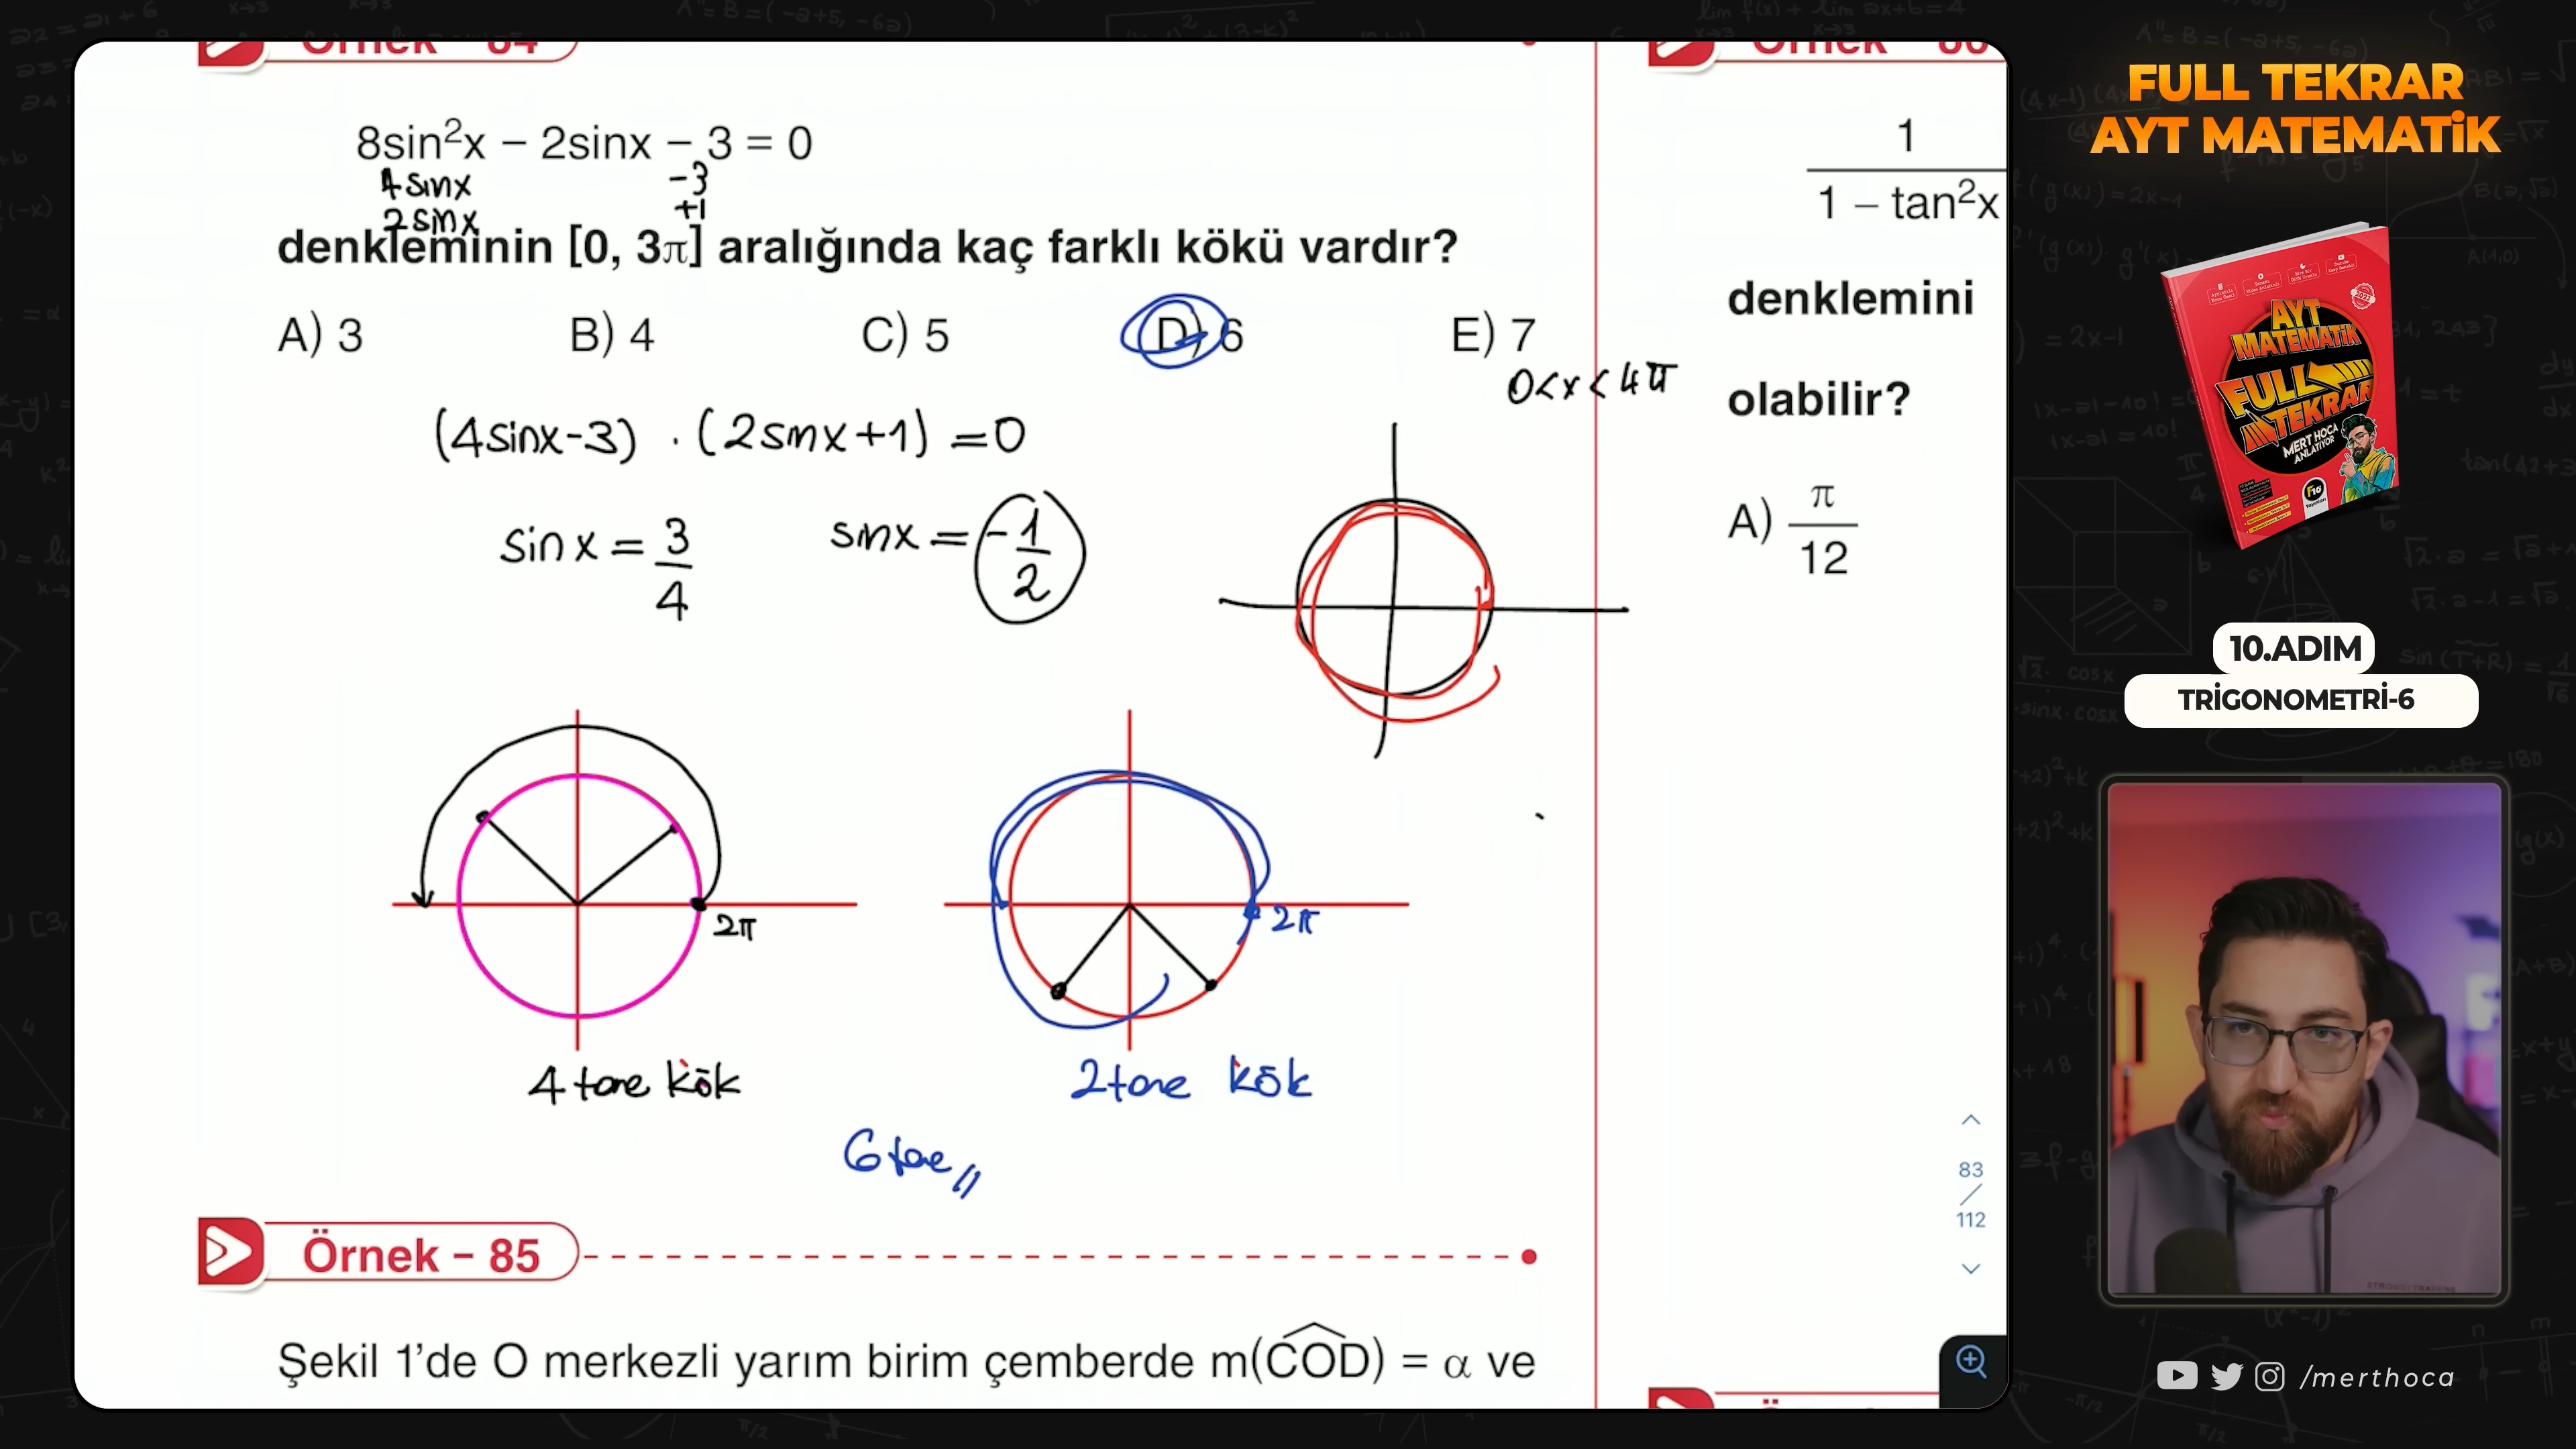 Örnek - 84
8sin²x – 2sinx – 3 = 0
4sinx -3
2sinx +1
denkleminin [0, 3π] aralığında kaç farklı kökü vardır?
A) 3 B) 4 C) 5 D) 6 E) 7
0<x<4π
(4sinx-3) . (2sinx+1) =0
sinx = 3/4 sinx = -1/2
2π
2π
4 tane kök 2 tane kök
6 tane //
Örnek – 85
Şekil 1'de O merkezli yarım birim çemberde m(COD) = α ve
1
1 – tan²x
denklemini
olabilir?
A) π/12
83
/
112
FULL TEKRAR
AYT MATEMATİK
AYT
MATEMATİK
FULL
TEKRAR
MERT HOCA
ANLATIYOR
10.ADIM
TRİGONOMETRİ-6
/merthoca